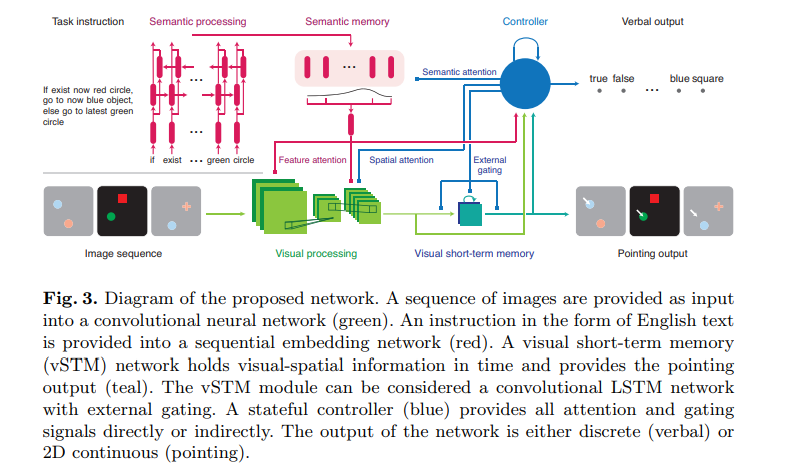 Task instruction
Semantic processing
Semantic memory
Controller
Verbal output
If exist now red circle,
go to now blue object,
else go to latest green
circle
...
...
if exist ... green circle
...
Semantic attention
true false ... blue square
Feature attention
Spatial attention
External
gating
Image sequence
Visual processing
Visual short-term memory
Pointing output
Fig. 3. Diagram of the proposed network. A sequence of images are provided as input
into a convolutional neural network (green). An instruction in the form of English text
is provided into a sequential embedding network (red). A visual short-term memory
(vSTM) network holds visual-spatial information in time and provides the pointing
output (teal). The vSTM module can be considered a convolutional LSTM network
with external gating. A stateful controller (blue) provides all attention and gating
signals directly or indirectly. The output of the network is either discrete (verbal) or
2D continuous (pointing).